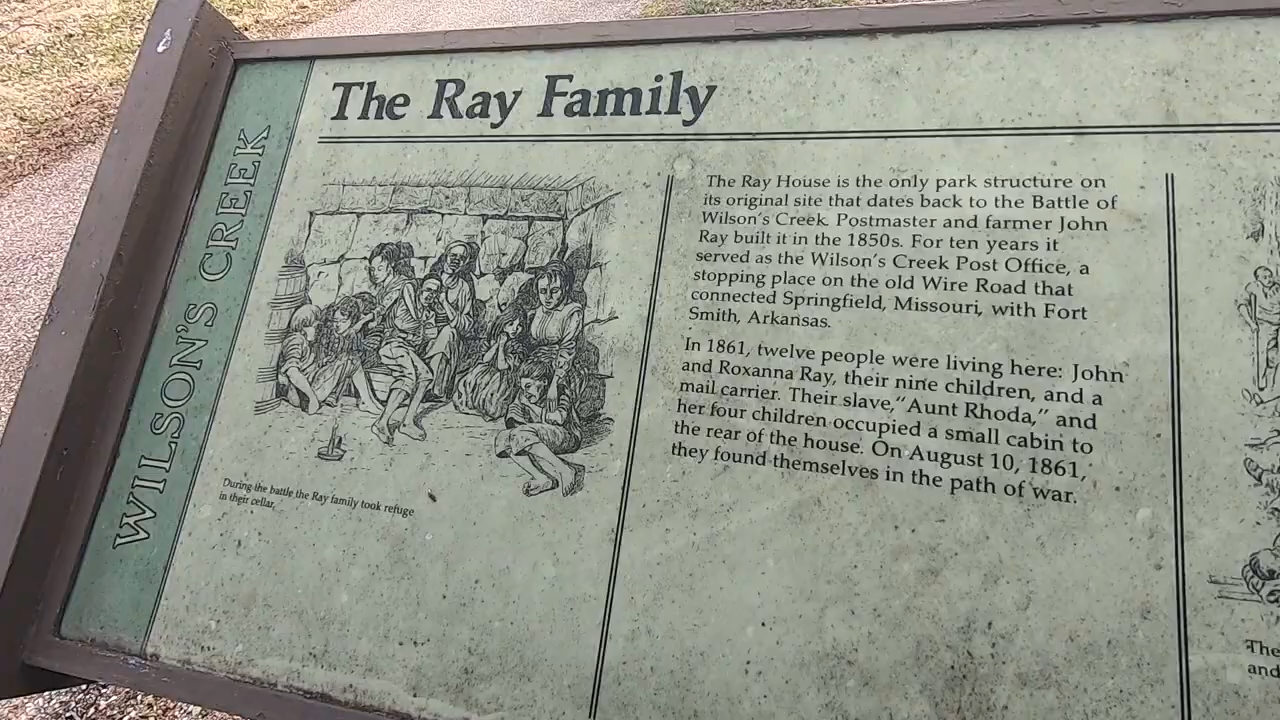 The Ray Family
WILSON'S CREEK
During the battle the Ray family took refuge
in their cellar.
The Ray House is the only park structure on
its original site that dates back to the Battle of
Wilson's Creek. Postmaster and farmer John
Ray built it in the 1850s. For ten years it
served as the Wilson's Creek Post Office, a
stopping place on the old Wire Road that
connected Springfield, Missouri, with Fort
Smith, Arkansas.
In 1861, twelve people were living here: John
and Roxanna Ray, their nine children, and a
mail carrier. Their slave, "Aunt Rhoda," and
her four children occupied a small cabin to
the rear of the house. On August 10, 1861,
they found themselves in the path of war.
The
and